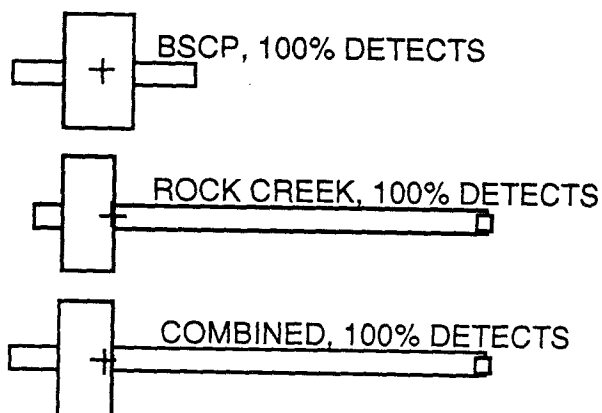 BSCP, 100% DETECTS
ROCK CREEK, 100% DETECTS
COMBINED, 100% DETECTS